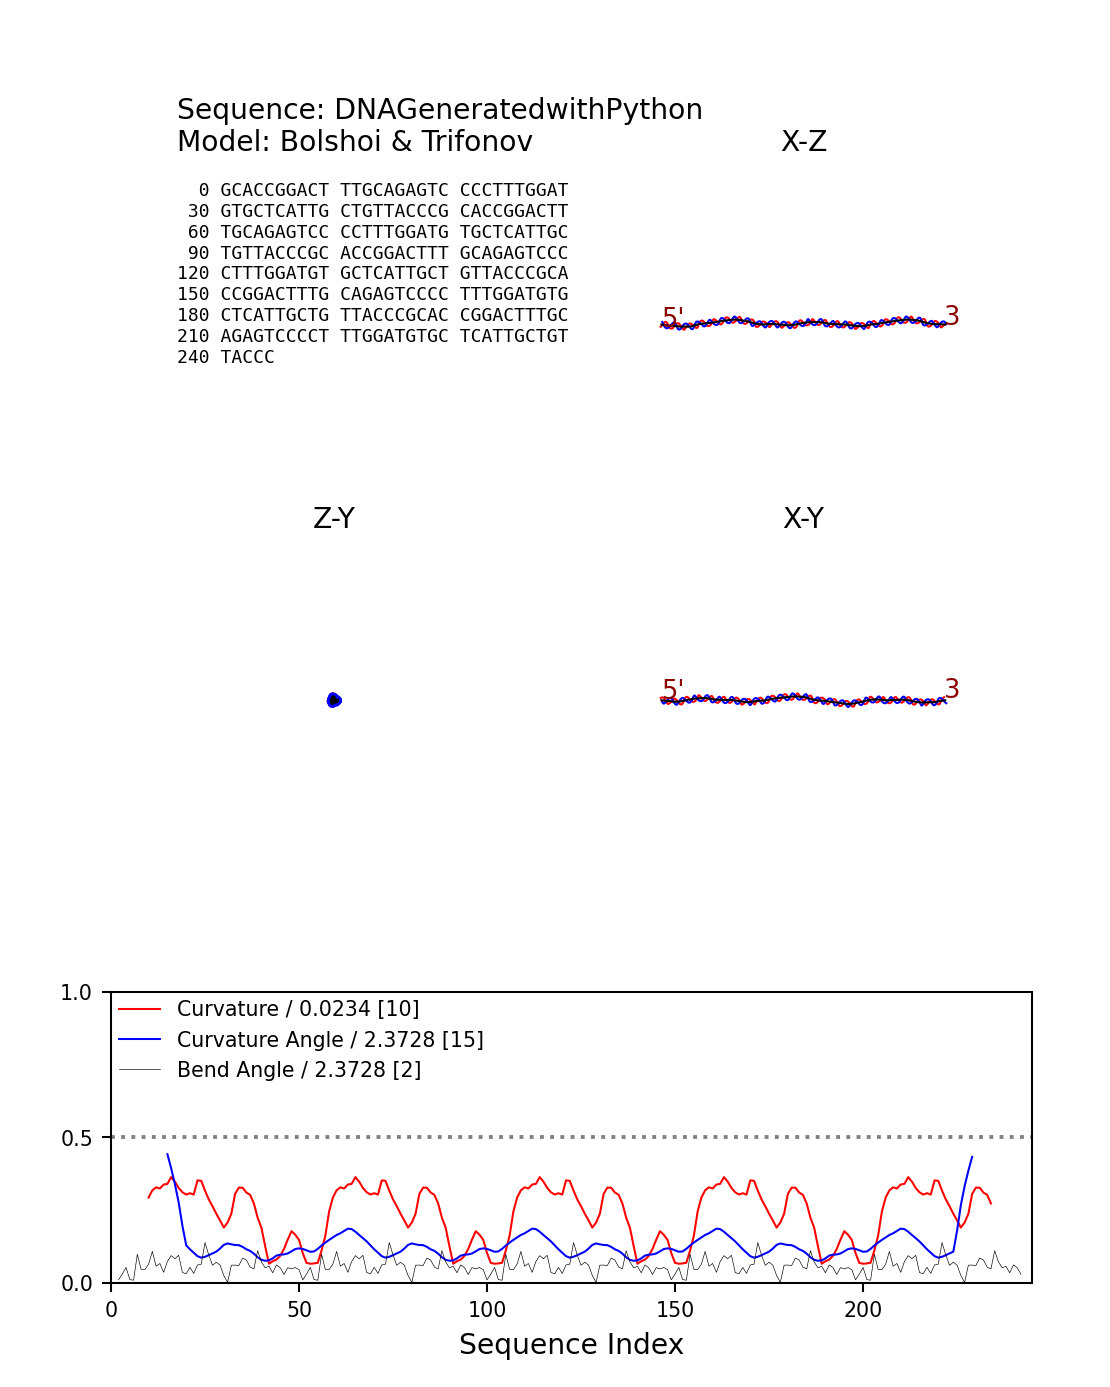 Sequence: DNAGeneratedwithPython
Model: Bolshoi & Trifonov
X-Z
0 GCACCGGACT TTGCAGAGTC CCCTTTGGAT
30 GTGCTCATTG CTGTTACCCG CACCGGACTT
60 TGCAGAGTCC CCTTTGGATG TGCTCATTGC
90 TGTTACCCGC ACCGGACTTT GCAGAGTCCC
120 CTTTGGATGT GCTCATTGCT GTTACCCGCA
150 CCGGACTTTG CAGAGTCCCC TTTGGATGTG
180 CTCATTGCTG TTACCCGCAC CGGACTTTGC
210 AGAGTCCCCT TTGGATGTGC TCATTGCTGT
240 TACCC
5' 3
Z-Y
X-Y
5' 3
1.0
0.5
0.0
Curvature / 0.0234 [10]
Curvature Angle / 2.3728 [15]
Bend Angle / 2.3728 [2]
0 50 100 150 200
Sequence Index